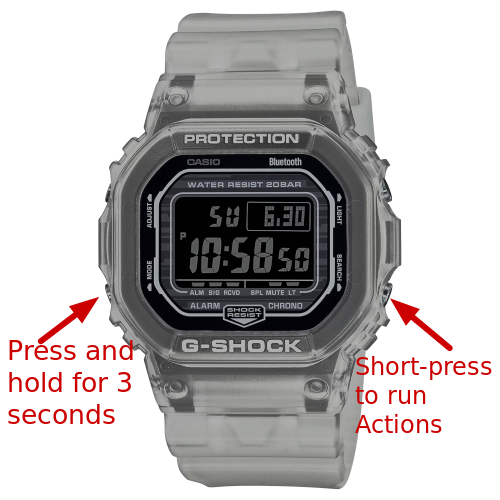 PROTECTION
CASIO Bluetooth
WATER RESIST 20BAR
ADJUST
LIGHT
SU 6.30
P
10:58 50
MODE
SEARCH
ALM SIG RCVD SPL MUTE LT
ALARM CHRONO
SHOCK
RESIST
G-SHOCK
Press and
hold for 3
seconds
Short-press
to run
Actions